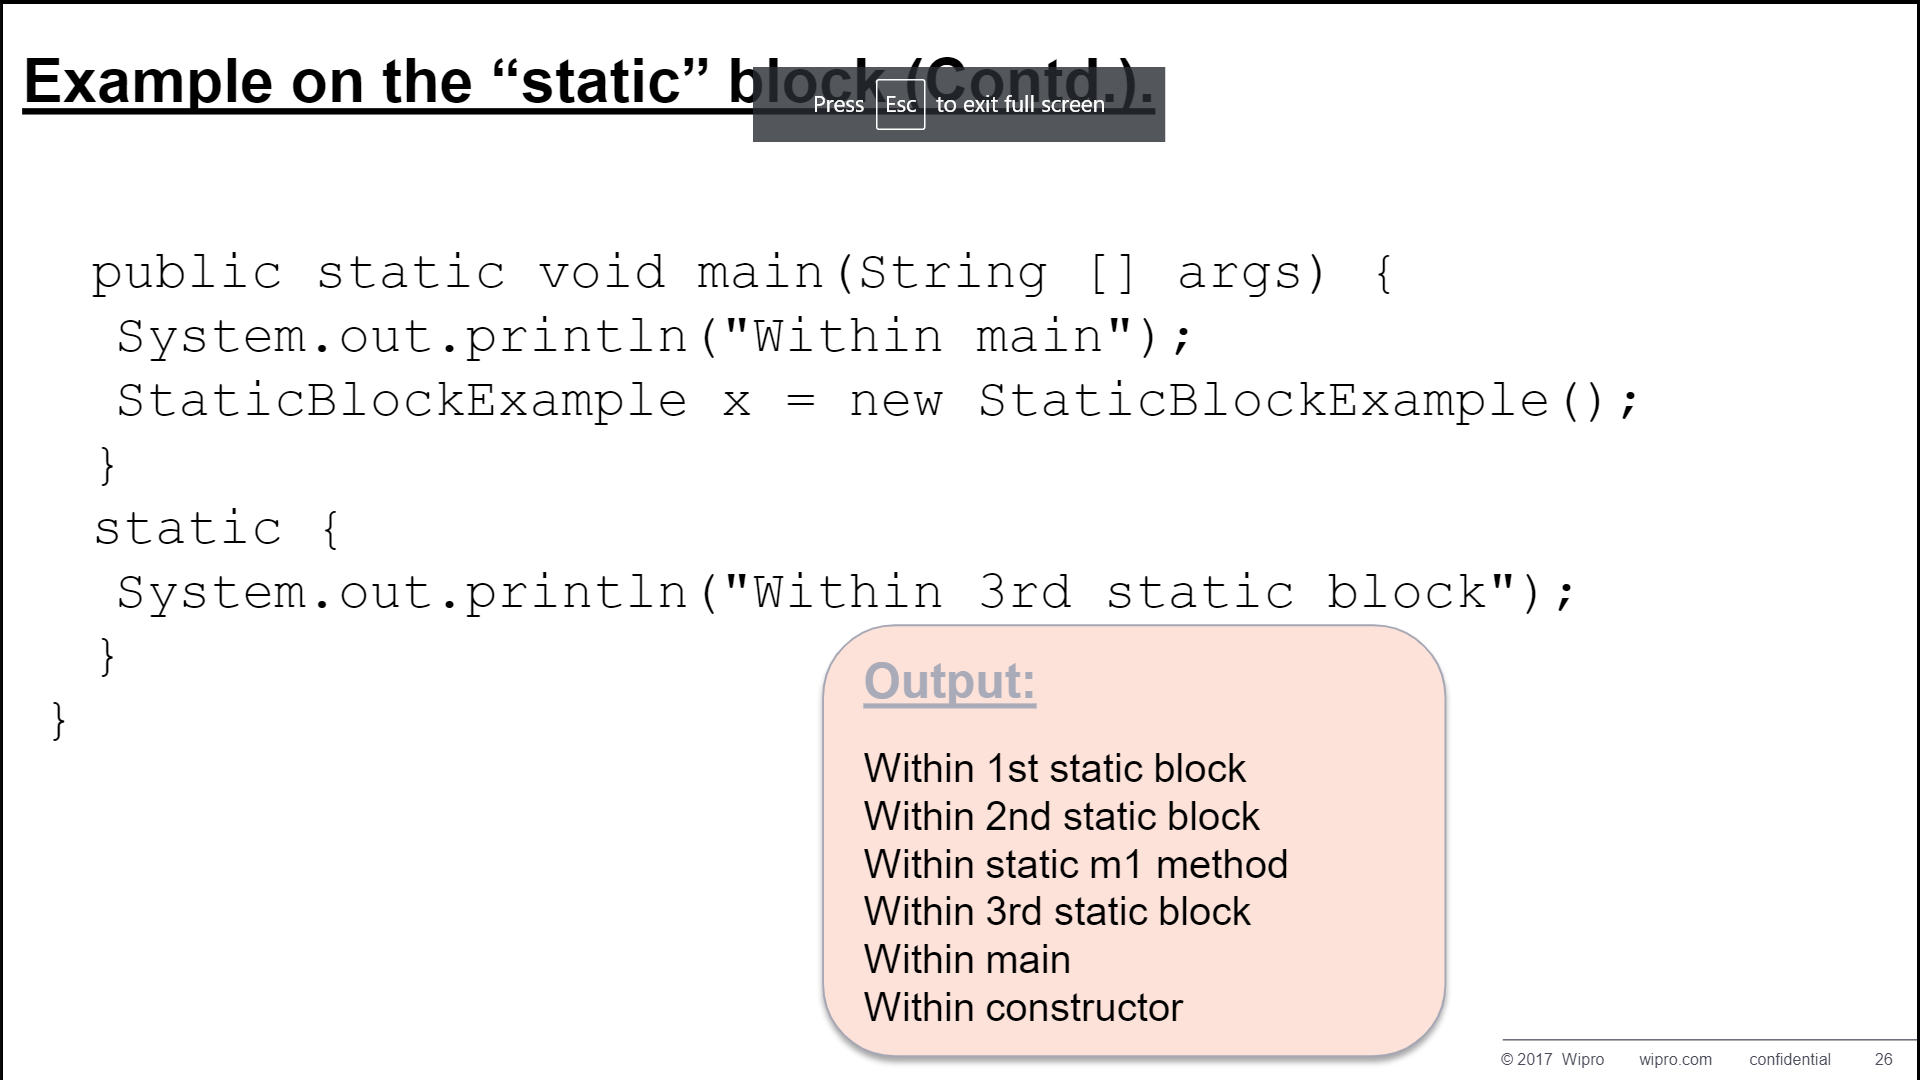 Example on the “static” block (Contd.).
Press Esc to exit full screen
public static void main(String [] args) {
System.out.println("Within main");
StaticBlockExample x = new StaticBlockExample();
}
static {
System.out.println("Within 3rd static block");
}
}
Output:
Within 1st static block
Within 2nd static block
Within static m1 method
Within 3rd static block
Within main
Within constructor
© 2017 Wipro wipro.com confidential 26